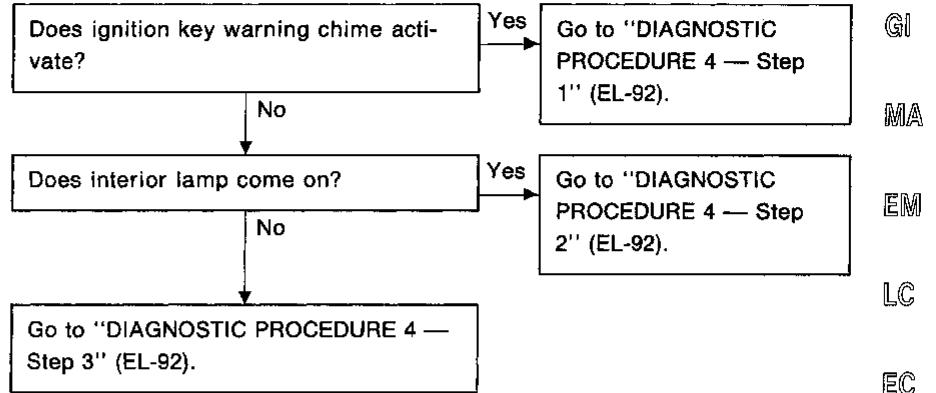 Does ignition key warning chime acti-
vate?
Yes
Go to "DIAGNOSTIC
PROCEDURE 4 — Step
1" (EL-92).
No
Does interior lamp come on?
Yes
Go to "DIAGNOSTIC
PROCEDURE 4 — Step
2" (EL-92).
No
Go to "DIAGNOSTIC PROCEDURE 4 —
Step 3" (EL-92).
GI
MA
EM
LC
EC